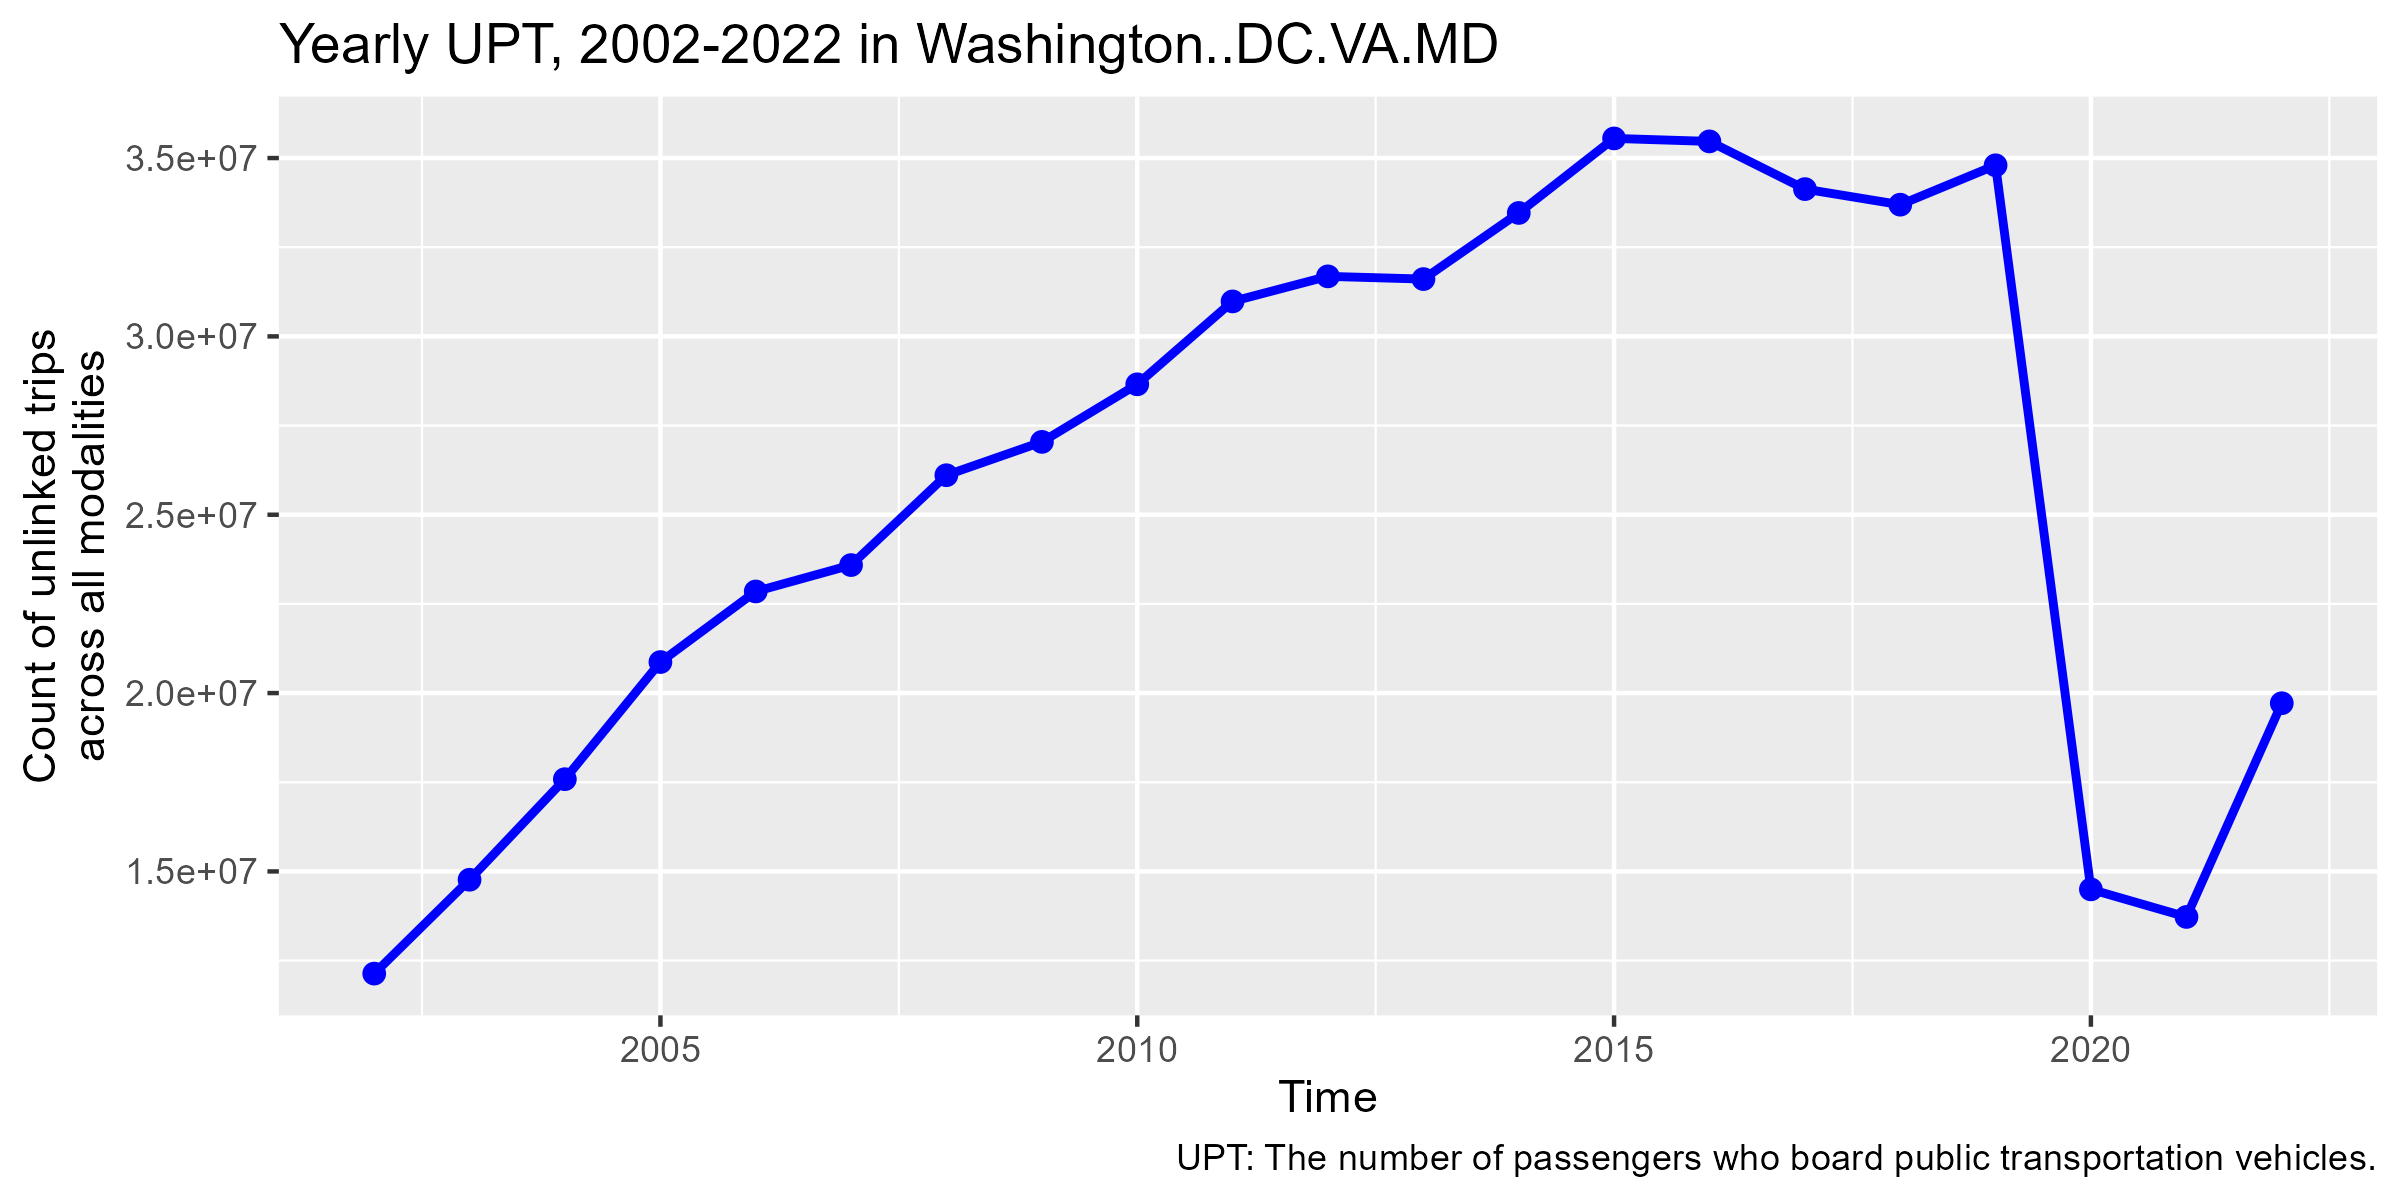 Yearly UPT, 2002-2022 in Washington..DC.VA.MD
Count of unlinked trips
across all modalities
3.5e+07
3.0e+07
2.5e+07
2.0e+07
1.5e+07
2005
2010
2015
2020
Time
UPT: The number of passengers who board public transportation vehicles.